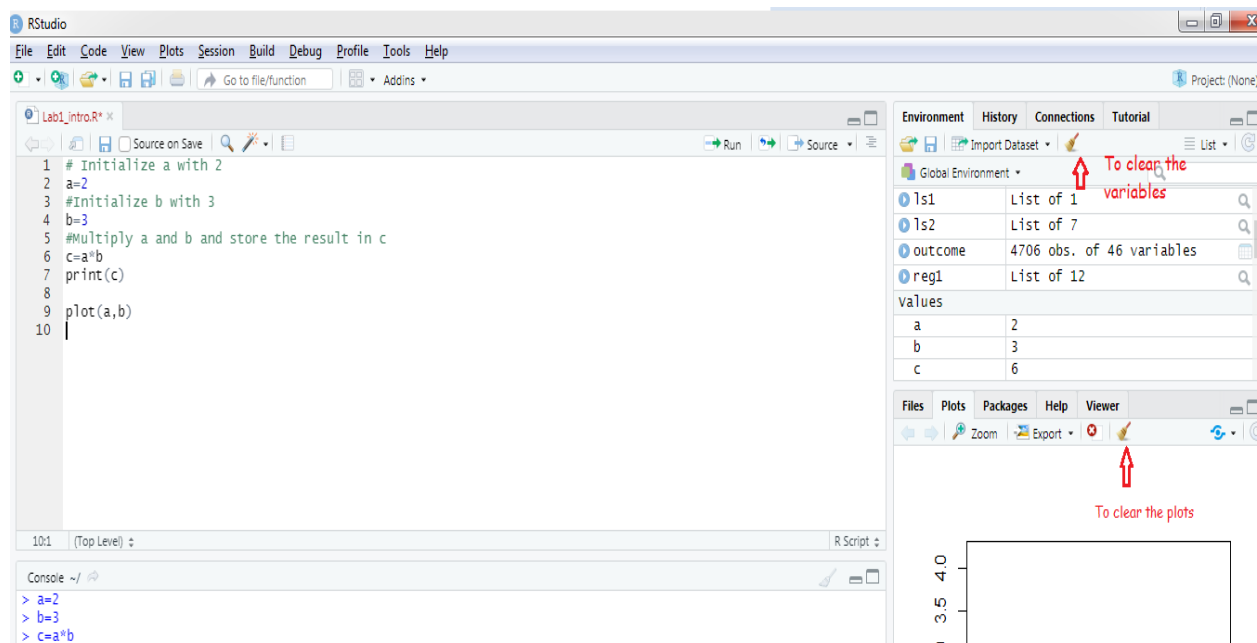 RStudio
File Edit Code View Plots Session Build Debug Profile Tools Help
Go to file/function Addins Project: (None)
Lab1_intro.R*
Source on Save Run Source
1 # Initialize a with 2
2 a=2
3 #Initialize b with 3
4 b=3
5 #Multiply a and b and store the result in c
6 c=a*b
7 print(c)
8
9 plot(a,b)
10
10:1 (Top Level) R Script
Console ~/
> a=2
> b=3
> c=a*b
Environment History Connections Tutorial
Import Dataset List
Global Environment
To clear the
variables
ls1 List of 1
ls2 List of 7
outcome 4706 obs. of 46 variables
reg1 List of 12
Values
a 2
b 3
c 6
Files Plots Packages Help Viewer
Zoom Export
To clear the plots
4.0
3.5